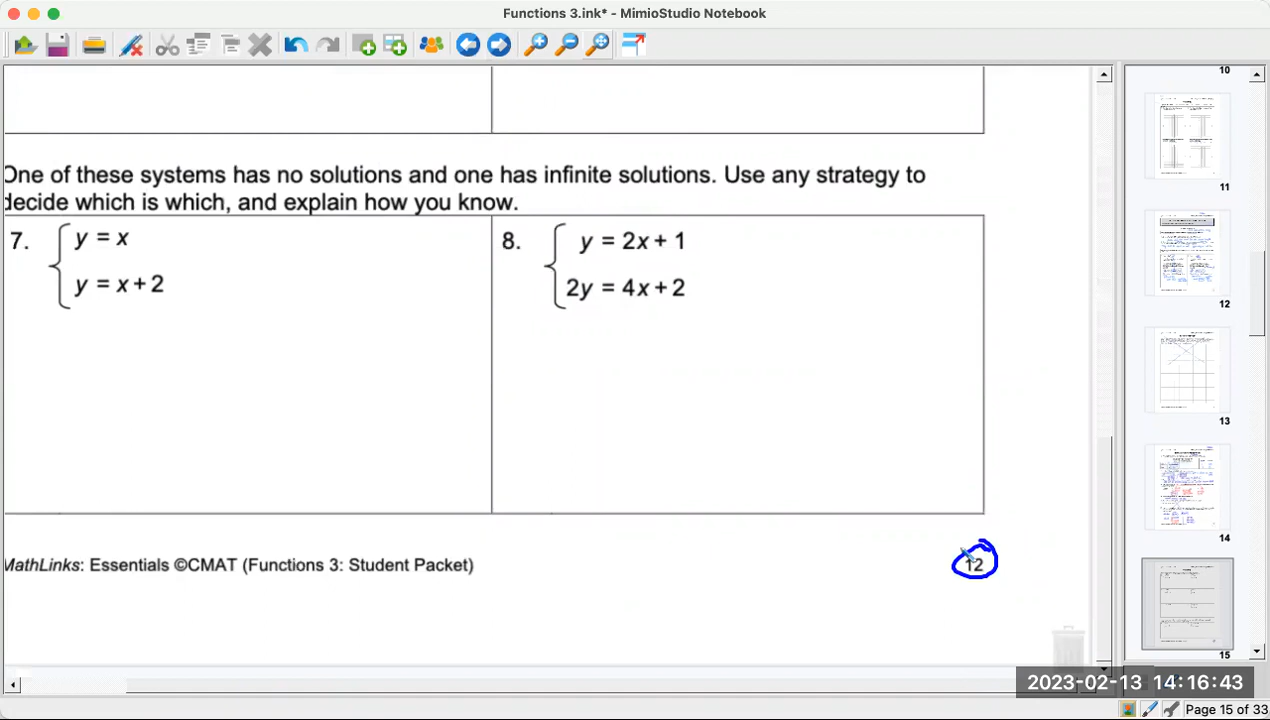 Functions 3.ink* - MimioStudio Notebook
10
One of these systems has no solutions and one has infinite solutions. Use any strategy to
decide which is which, and explain how you know.
7. y = x
y = x + 2
8. y = 2x + 1
2y = 4x + 2
MathLinks: Essentials ©CMAT (Functions 3: Student Packet)
12
11
12
13
14
15
2023-02-13 14:16:43
Page 15 of 33